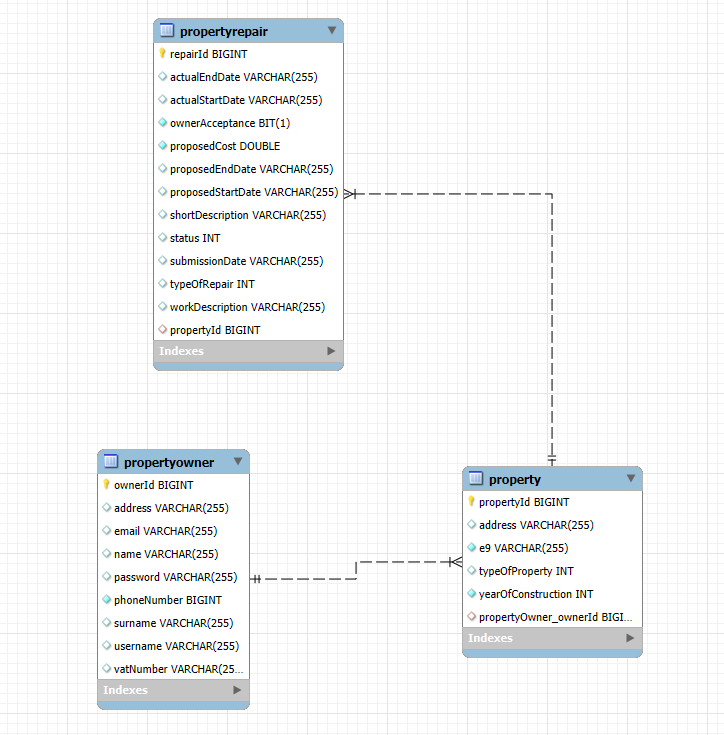 propertyrepair
repairId BIGINT
actualEndDate VARCHAR(255)
actualStartDate VARCHAR(255)
ownerAcceptance BIT(1)
proposedCost DOUBLE
proposedEndDate VARCHAR(255)
proposedStartDate VARCHAR(255)
shortDescription VARCHAR(255)
status INT
submissionDate VARCHAR(255)
typeOfRepair INT
workDescription VARCHAR(255)
propertyId BIGINT
Indexes
propertyowner
ownerId BIGINT
address VARCHAR(255)
email VARCHAR(255)
name VARCHAR(255)
password VARCHAR(255)
phoneNumber BIGINT
surname VARCHAR(255)
username VARCHAR(255)
vatNumber VARCHAR(25...
Indexes
property
propertyId BIGINT
address VARCHAR(255)
e9 VARCHAR(255)
typeOfProperty INT
yearOfConstruction INT
propertyOwner_ownerId BIGI...
Indexes